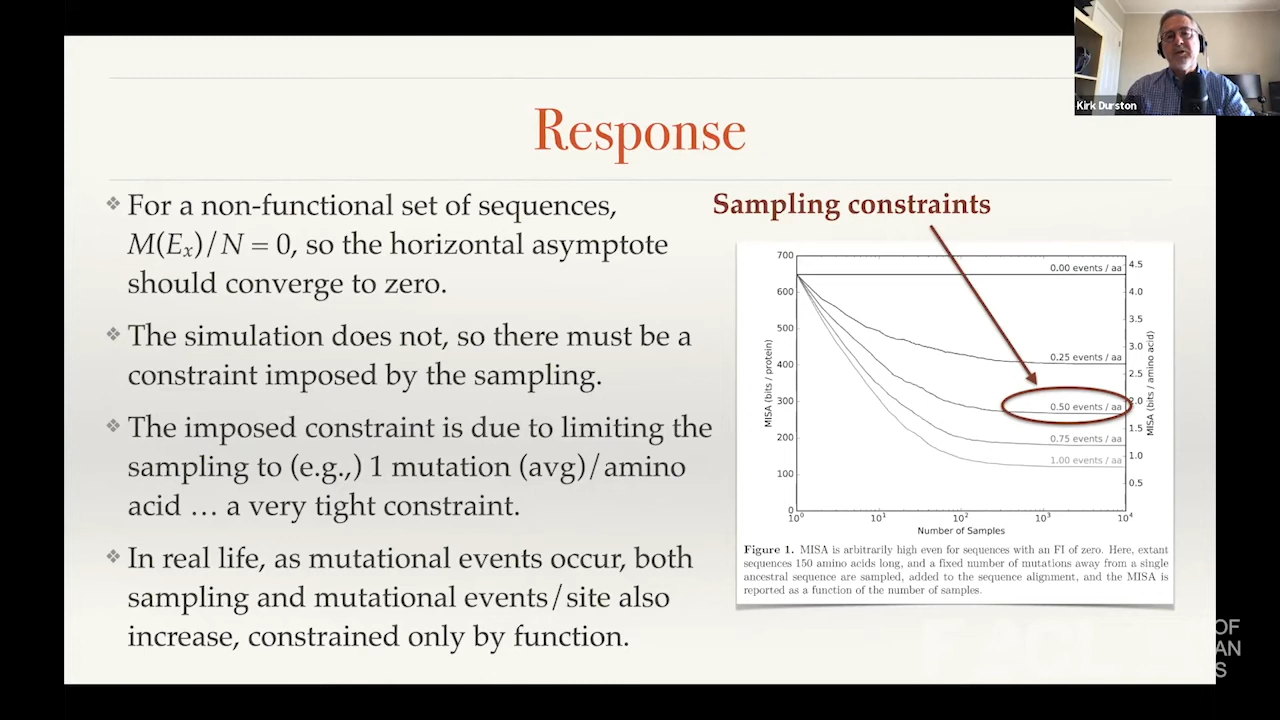 Kirk Durston
Response
❖ For a non-functional set of sequences,
M(Eₓ)/N = 0, so the horizontal asymptote
should converge to zero.
❖ The simulation does not, so there must be a
constraint imposed by the sampling.
❖ The imposed constraint is due to limiting the
sampling to (e.g.,) 1 mutation (avg)/amino
acid … a very tight constraint.
❖ In real life, as mutational events occur, both
sampling and mutational events/site also
increase, constrained only by function.
Sampling constraints
700
600
500
400
300
200
100
0
MISA (bits / protein)
0.00 events / aa
0.25 events / aa
0.50 events / aa
0.75 events / aa
1.00 events / aa
4.5
4.0
3.5
3.0
2.5
2.0
1.5
1.0
0.5
MISA (bits / amino acid)
10⁰ 10¹ 10² 10³ 10⁴
Number of Samples
Figure 1. MISA is arbitrarily high even for sequences with an FI of zero. Here, extant
sequences 150 amino acids long, and a fixed number of mutations away from a single
ancestral sequence are sampled, added to the sequence alignment, and the MISA is
reported as a function of the number of samples.
OF
AN
S